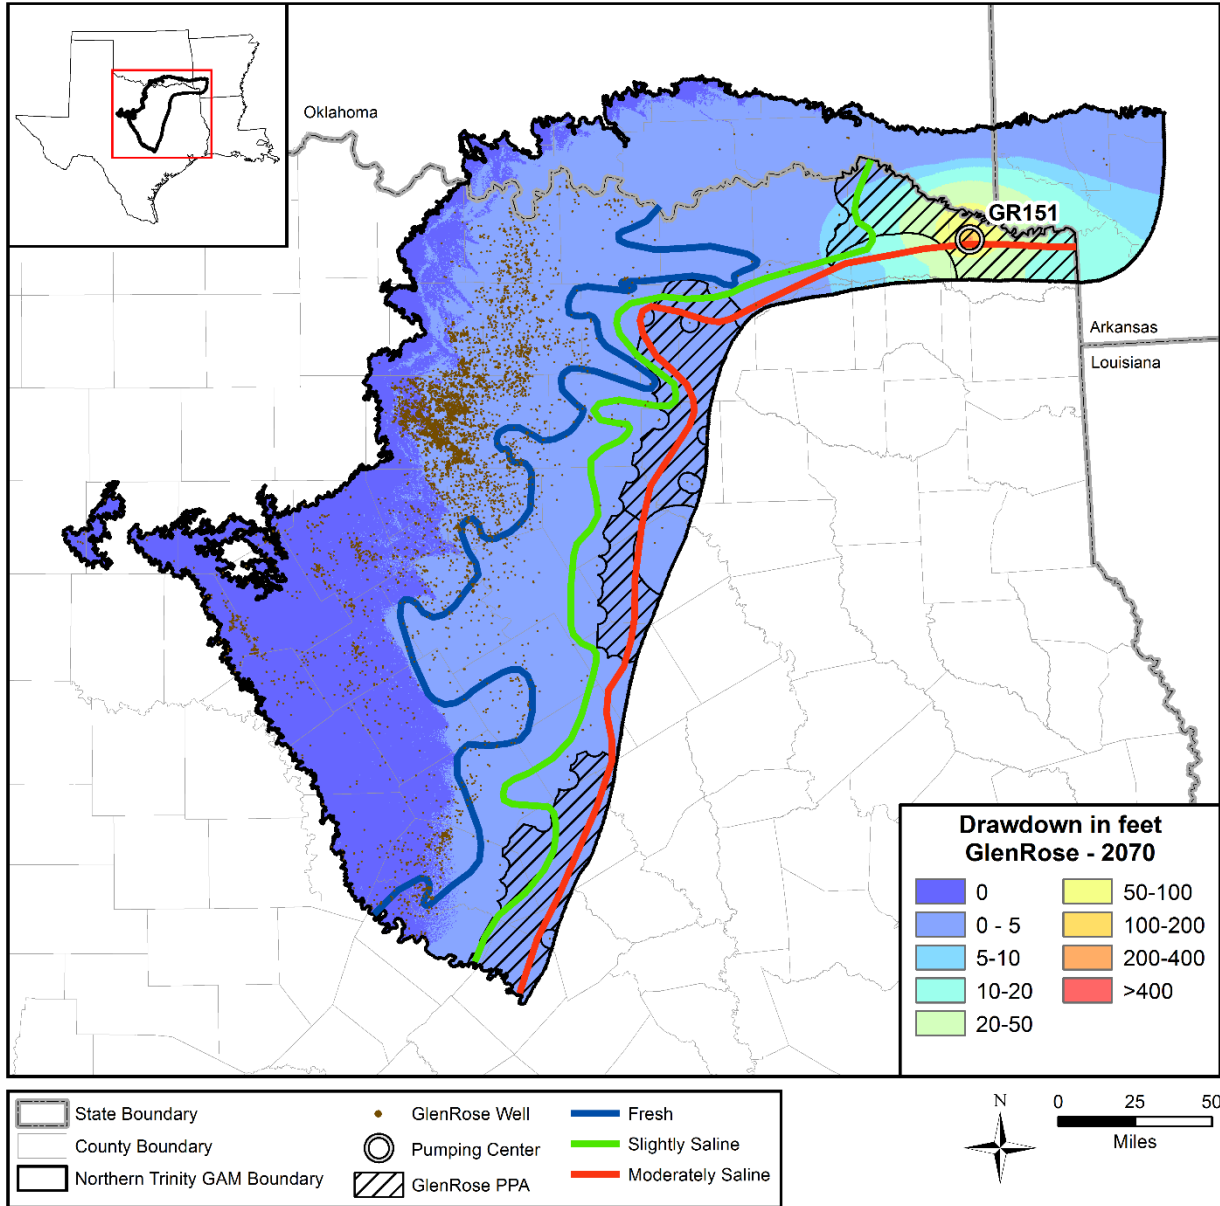 Oklahoma
GR151
Arkansas
Louisiana
Drawdown in feet
GlenRose - 2070
0
50-100
0 - 5
100-200
5-10
200-400
10-20
>400
20-50
State Boundary
County Boundary
Northern Trinity GAM Boundary
GlenRose Well
Pumping Center
GlenRose PPA
Fresh
Slightly Saline
Moderately Saline
N
0 25 50
Miles